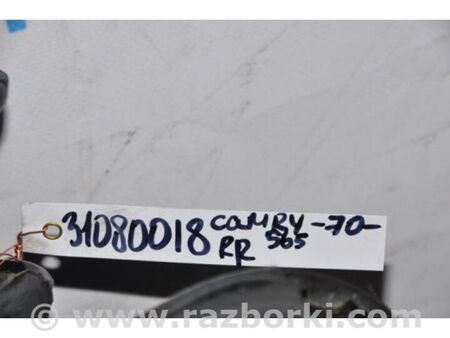 31080018 camRy -70-
RR 565
© www.razborki.com